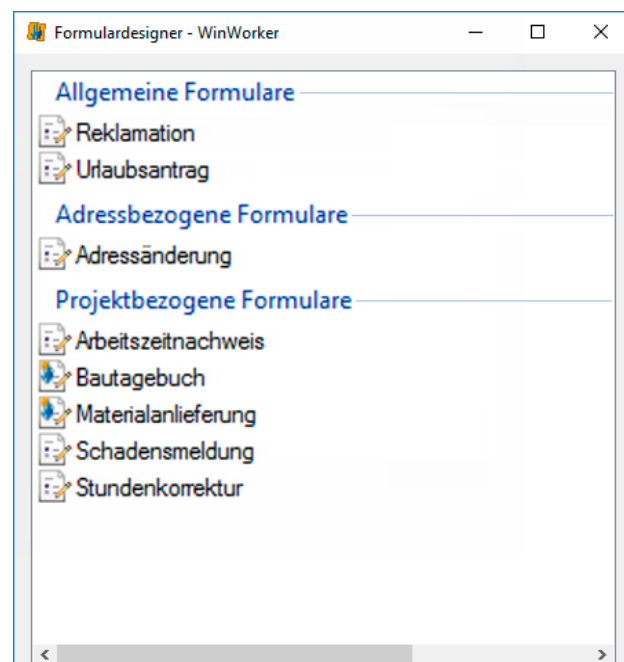 Formulardesigner - WinWorker
Allgemeine Formulare
Reklamation
Urlaubsantrag
Adressbezogene Formulare
Adressänderung
Projektbezogene Formulare
Arbeitszeitnachweis
Bautagebuch
Materialanlieferung
Schadensmeldung
Stundenkorrektur